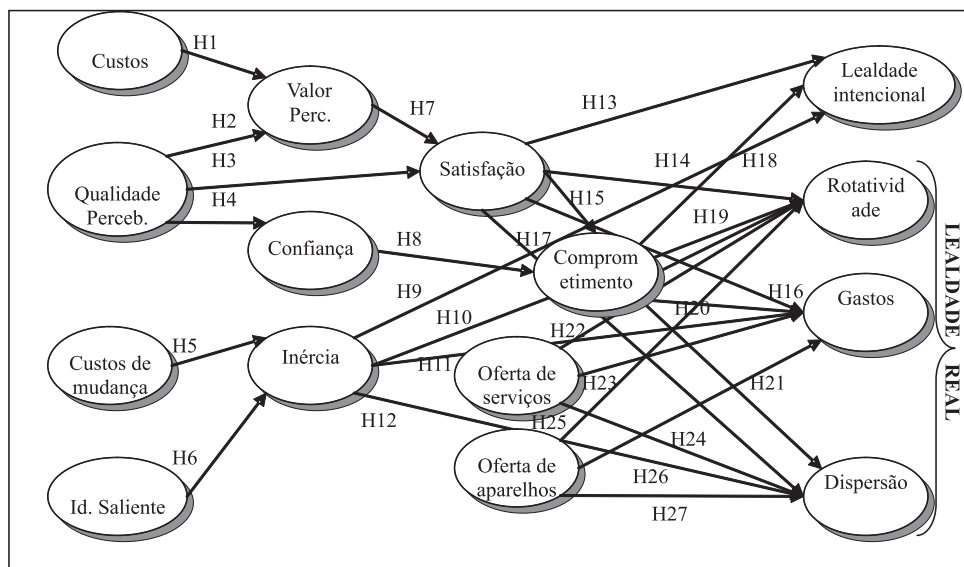 Custos
H1
Valor
Perc.
H2
H3
H4
Qualidade
Perceb.
H7
Satisfação
Confiança
H8
H13
Lealdade
intencional
H14
H18
H15
H19
Rotativid
ade
H17
Comprom
etimento
H16
Gastos
H9
H10
H20
H22
Custos de
mudança
H5
Inércia
H11
Oferta de
serviços
H23
H21
H12
H25
H24
H6
Id. Saliente
Oferta de
aparelhos
H26
H27
Dispersão
LEALDADE REAL